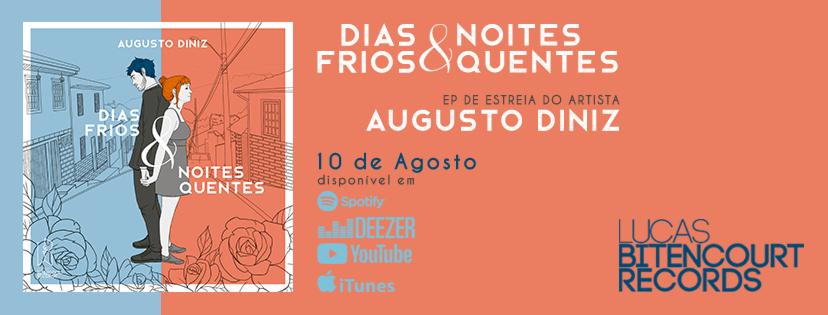 AUGUSTO DINIZ
DIAS
FRIOS
&
NOITES
QUENTES
DIAS & NOITES
FRIOS QUENTES
EP DE ESTREIA DO ARTISTA
AUGUSTO DINIZ
10 de Agosto
disponível em
Spotify
DEEZER
YouTube
iTunes
LUCAS
BITENCOURT
RECORDS